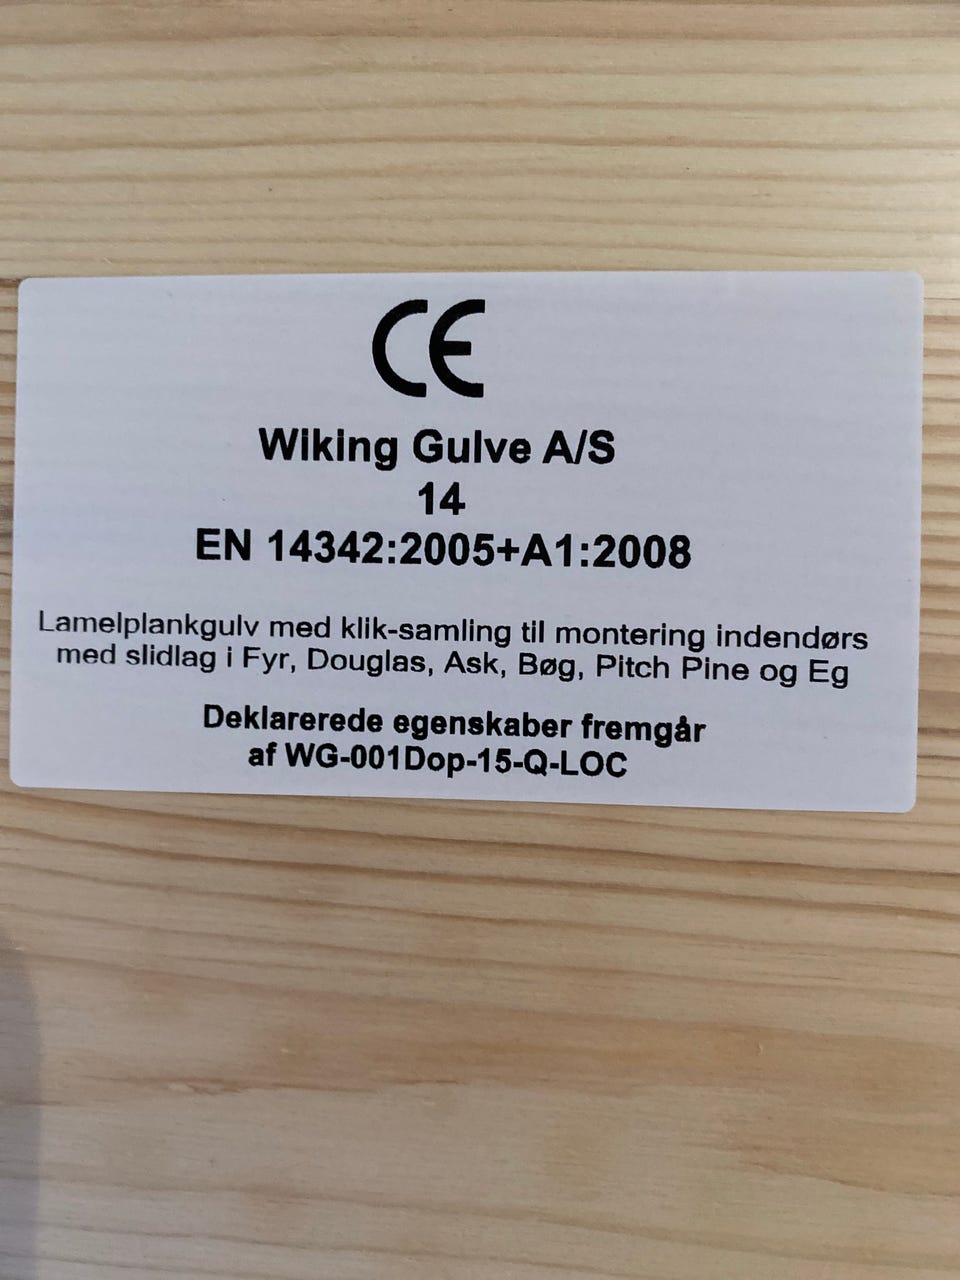 CE
Wiking Gulve A/S
14
EN 14342:2005+A1:2008
Lamelplankgulv med klik-samling til montering indendørs
med slidlag i Fyr, Douglas, Ask, Bøg, Pitch Pine og Eg
Deklarerede egenskaber fremgår
af WG-001Dop-15-Q-LOC